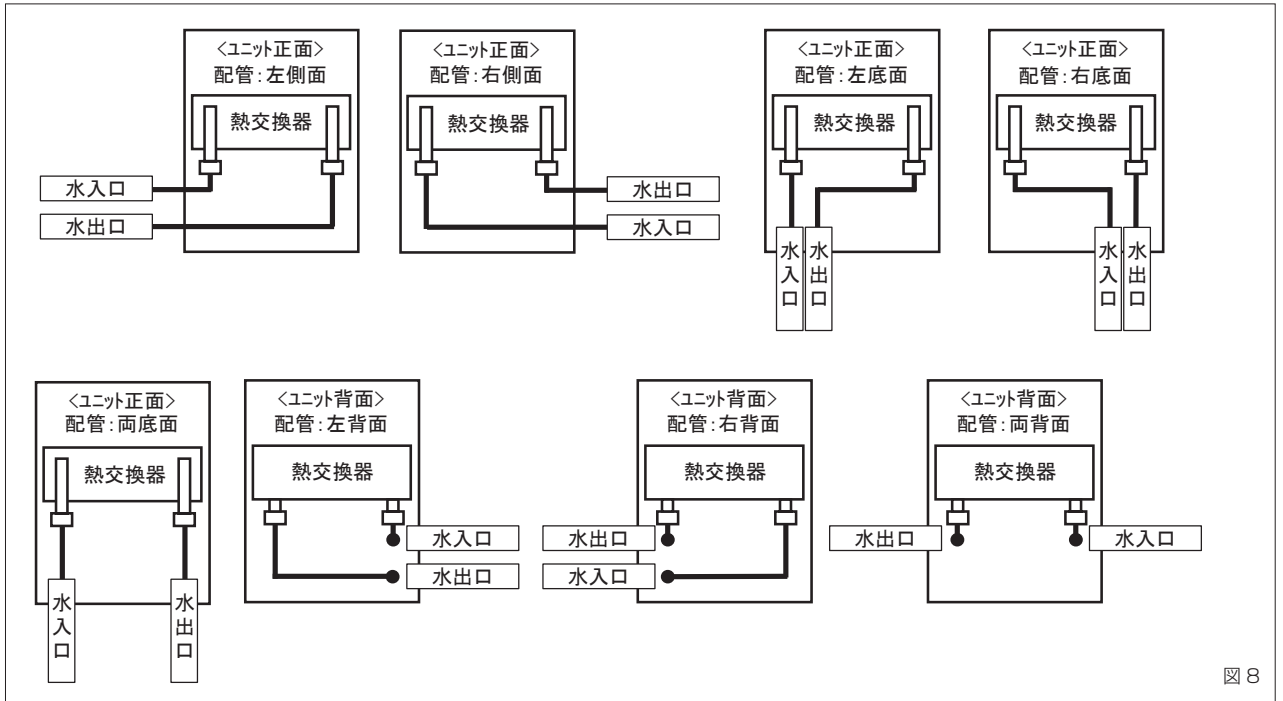 <ユニット正面>
配管:左側面
熱交換器
水入口
水出口
<ユニット正面>
配管:右側面
熱交換器
水出口
水入口
<ユニット正面>
配管:左底面
熱交換器
水入口
水出口
<ユニット正面>
配管:右底面
熱交換器
水入口
水出口
<ユニット正面>
配管:両底面
熱交換器
水入口
水出口
<ユニット背面>
配管:左背面
熱交換器
水入口
水出口
<ユニット背面>
配管:右背面
熱交換器
水出口
水入口
<ユニット背面>
配管:両背面
熱交換器
水出口
水入口
図8